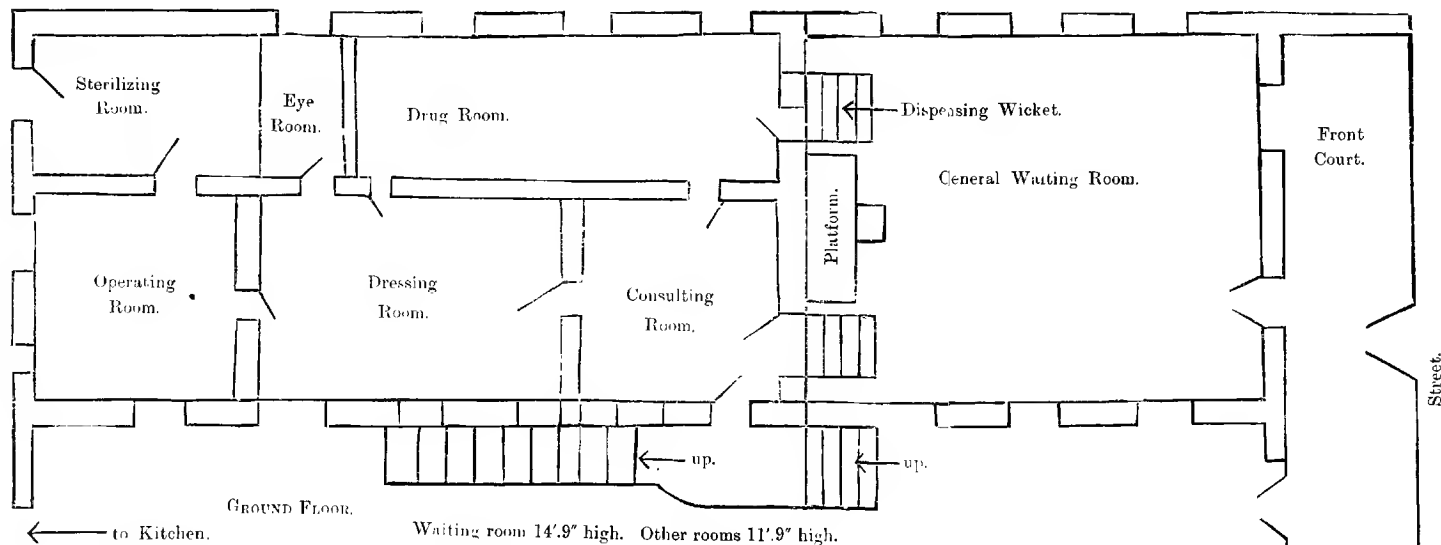 Sterilizing
Room.
Eye
Room.
Drug Room.
Dispensing Wicket.
General Waiting Room.
Front
Court.
Platform.
Operating
Room.
Dressing
Room.
Consulting
Room.
Street.
up.
up.
GROUND FLOOR.
to Kitchen.
Waiting room 14'.9" high. Other rooms 11'.9" high.